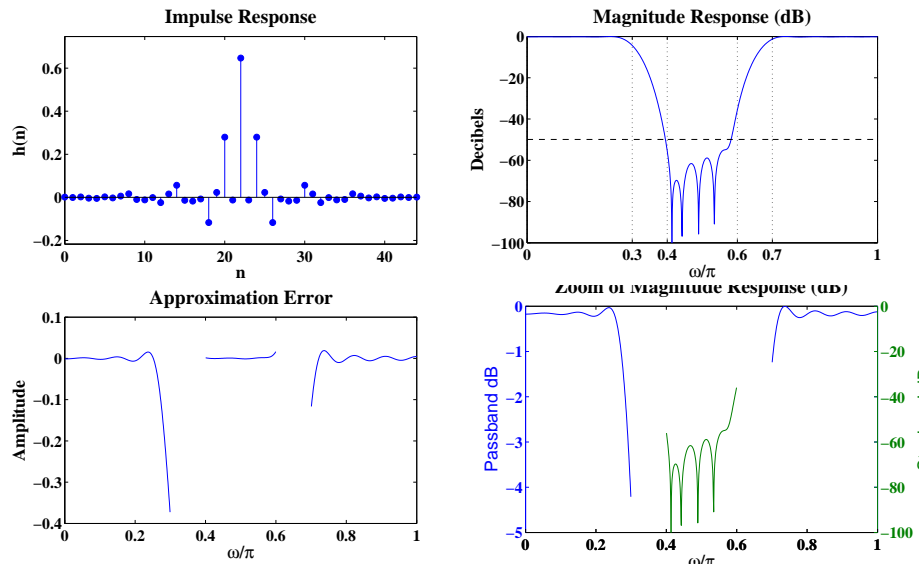 Impulse Response
0.6
0.4
0.2
0
−0.2
h(n)
0 10 20 30 40
n
Magnitude Response (dB)
0
−20
−40
−60
−80
−100
Decibels
0 0.3 0.4 0.6 0.7 1
ω/π
Approximation Error
0.1
0
−0.1
−0.2
−0.3
−0.4
Amplitude
0 0.2 0.4 0.6 0.8 1
ω/π
Zoom of Magnitude Response (dB)
0
−1
−2
−3
−4
−5
Passband dB
0
−20
−40
−60
−80
−100
0 0.2 0.4 0.6 0.8 1
ω/π